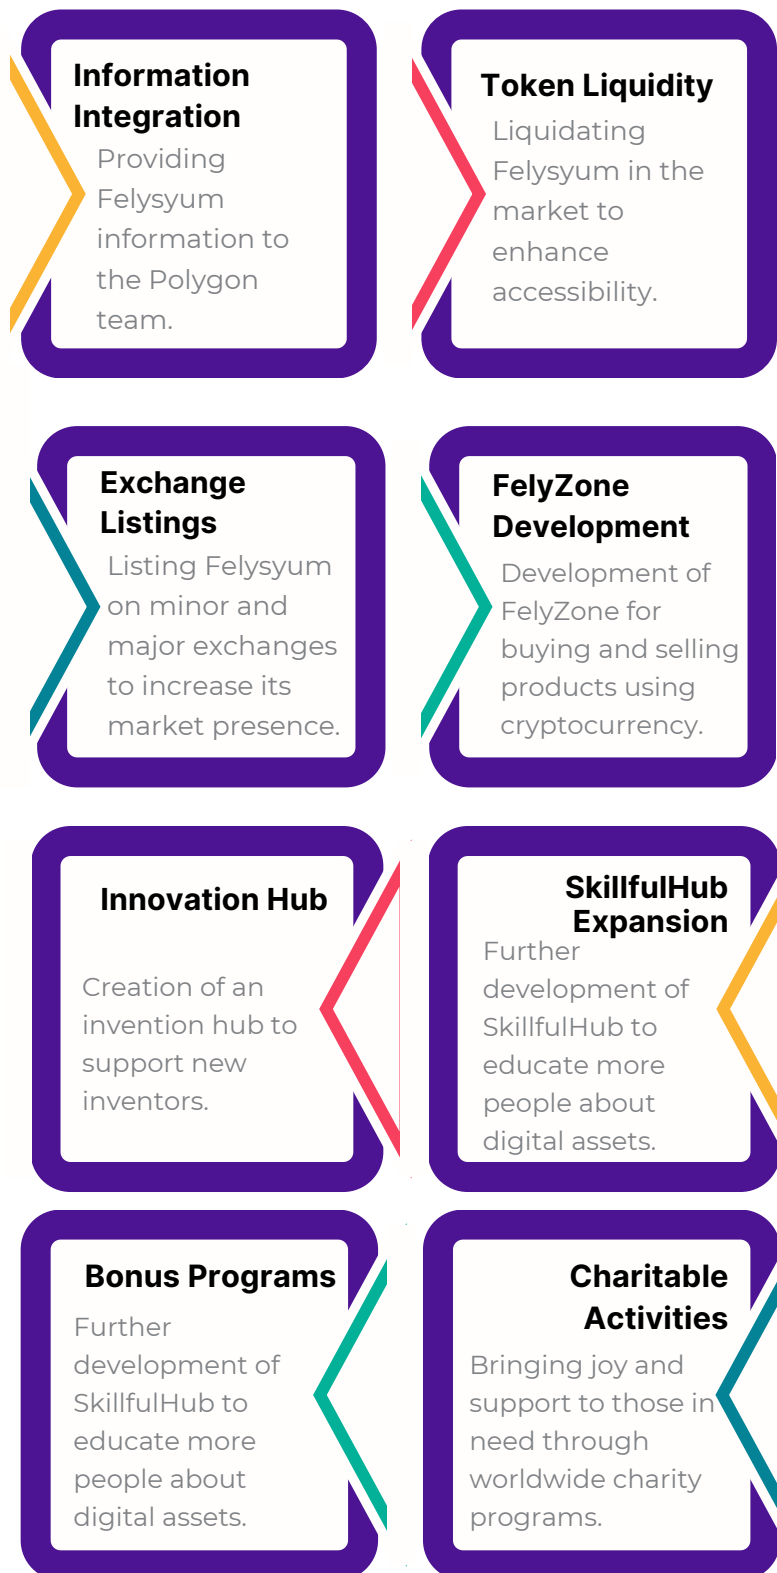 Information
Integration
Providing
Felysyum
information to
the Polygon
team.
Token Liquidity
Liquidating
Felysyum in the
market to
enhance
accessibility.
Exchange
Listings
Listing Felysyum
on minor and
major exchanges
to increase its
market presence.
FelyZone
Development
Development of
FelyZone for
buying and selling
products using
cryptocurrency.
Innovation Hub
Creation of an
invention hub to
support new
inventors.
SkillfulHub
Expansion
Further
development of
SkillfulHub to
educate more
people about
digital assets.
Bonus Programs
Further
development of
SkillfulHub to
educate more
people about
digital assets.
Charitable
Activities
Bringing joy and
support to those in
need through
worldwide charity
programs.